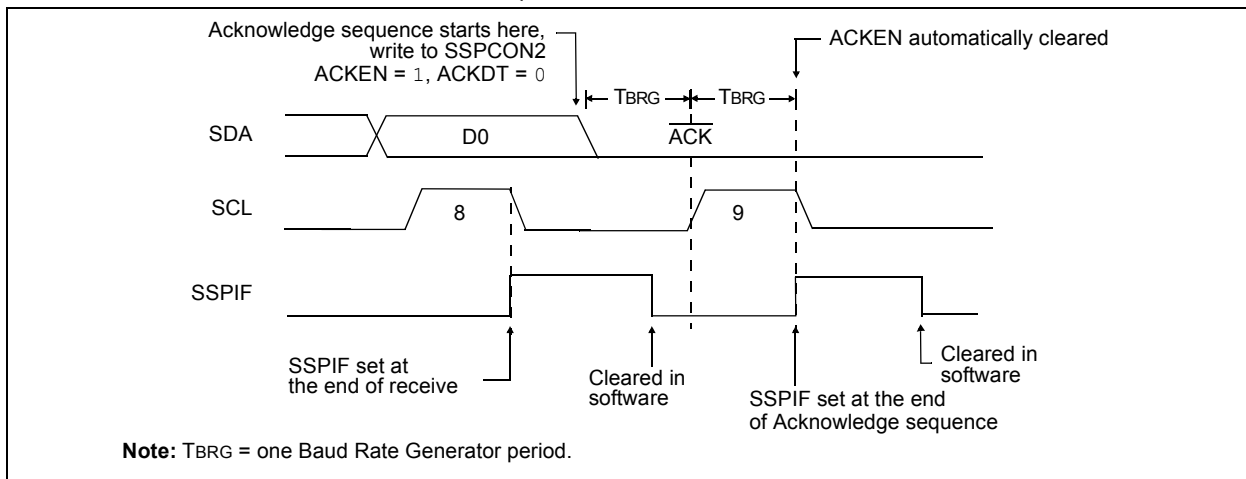 Acknowledge sequence starts here,
write to SSPCON2
ACKEN = 1, ACKDT = 0
ACKEN automatically cleared
TBRG
TBRG
SDA
D0
ACK
SCL
8
9
SSPIF
SSPIF set at
the end of receive
Cleared in
software
SSPIF set at the end
of Acknowledge sequence
Cleared in
software
Note: TBRG = one Baud Rate Generator period.